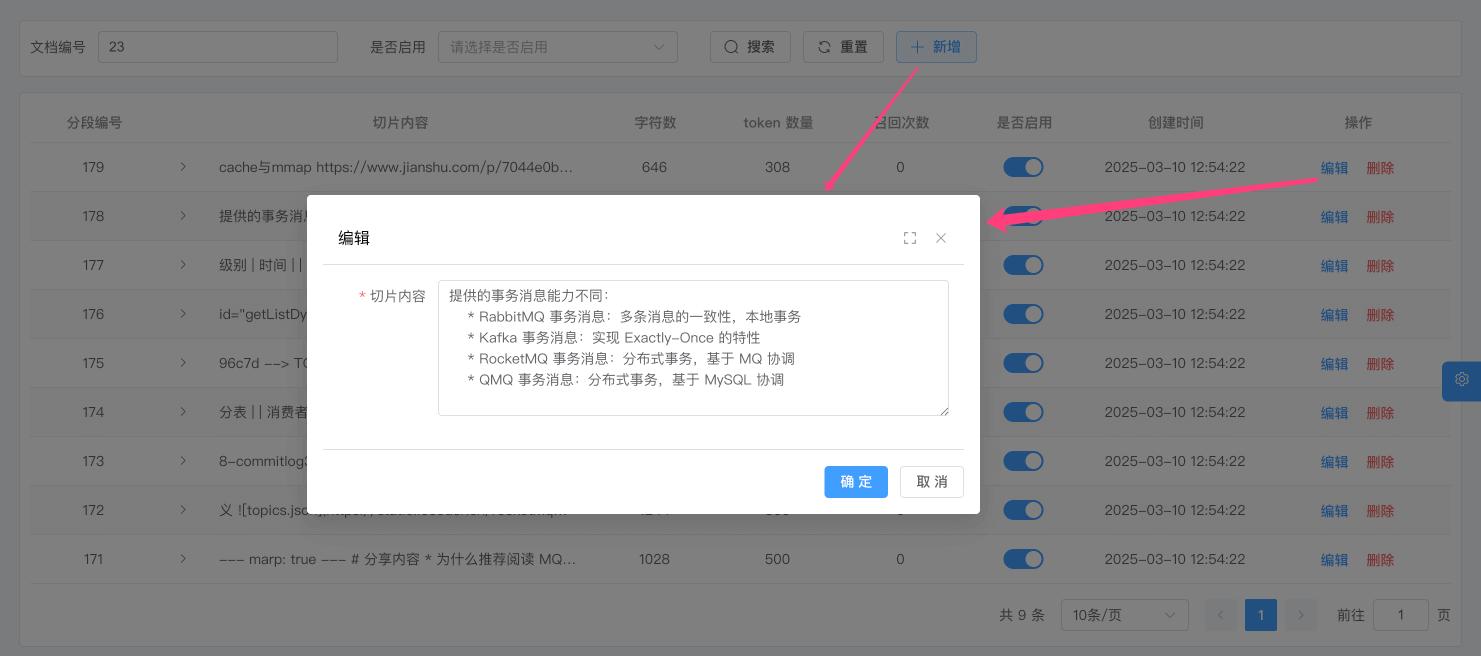 文档编号 23 是否启用 请选择是否启用 搜索 重置 新增
分段编号 切片内容 字符数 token 数量 召回次数 是否启用 创建时间 操作
179 cache与mmap https://www.jianshu.com/p/7044e0b... 646 308 0 2025-03-10 12:54:22 编辑 删除
178 提供的事务消 2025-03-10 12:54:22 编辑 删除
编辑
177 级别 | 时间 | | 2025-03-10 12:54:22 编辑 删除
* 切片内容
提供的事务消息能力不同：
* RabbitMQ 事务消息：多条消息的一致性，本地事务
* Kafka 事务消息：实现 Exactly-Once 的特性
* RocketMQ 事务消息：分布式事务，基于 MQ 协调
* QMQ 事务消息：分布式事务，基于 MySQL 协调
176 id="getListDy 2025-03-10 12:54:22 编辑 删除
175 96c7d --> TO 2025-03-10 12:54:22 编辑 删除
174 分表 | | 消费者 2025-03-10 12:54:22 编辑 删除
173 8-commitlog 2025-03-10 12:54:22 编辑 删除
确 定 取 消
172 2025-03-10 12:54:22 编辑 删除
171 --- marp: true --- # 分享内容 * 为什么推荐阅读 MQ... 1028 500 0 2025-03-10 12:54:22 编辑 删除
共 9 条 10条/页 1 前往 1 页